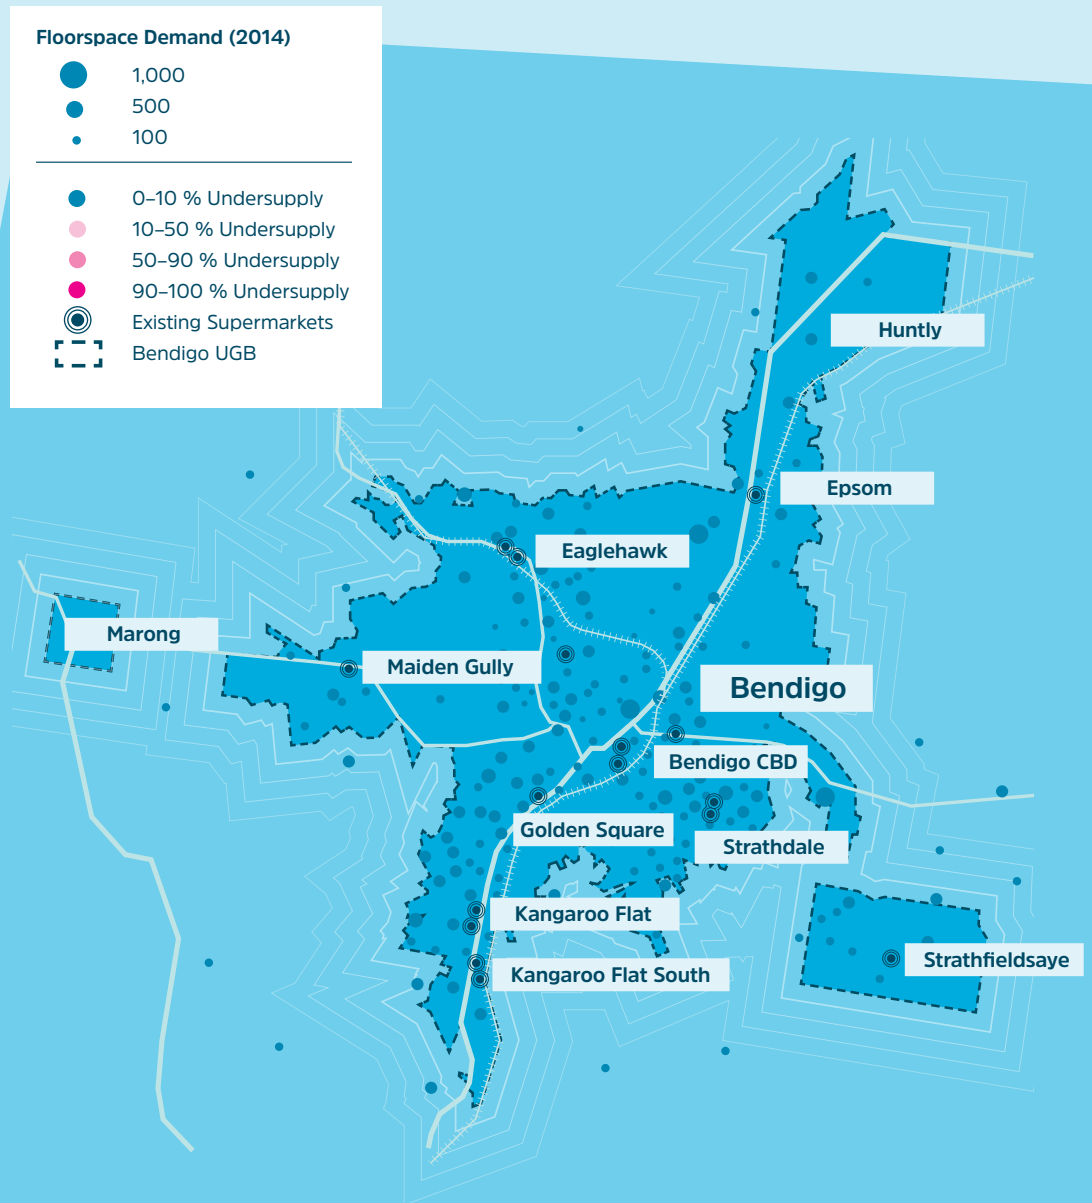 Floorspace Demand (2014)
1,000
500
100
0–10 % Undersupply
10–50 % Undersupply
50–90 % Undersupply
90–100 % Undersupply
Existing Supermarkets
Bendigo UGB
Huntly
Epsom
Eaglehawk
Marong
Maiden Gully
Bendigo
Bendigo CBD
Golden Square
Strathdale
Kangaroo Flat
Strathfieldsaye
Kangaroo Flat South